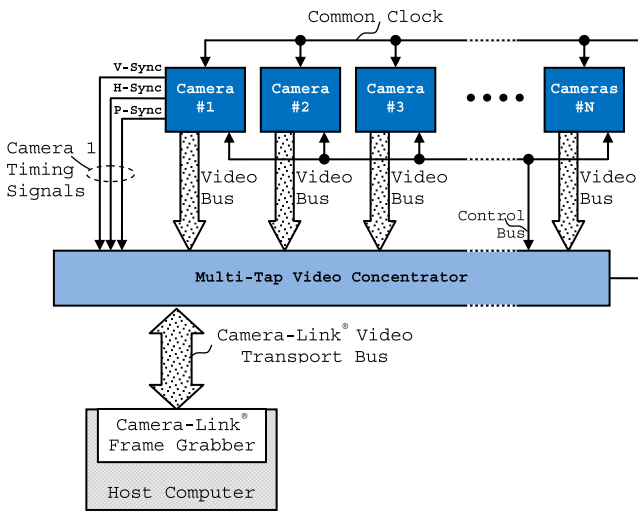 Common Clock
V-Sync
H-Sync
P-Sync
Camera
#1
Camera
#2
Camera
#3
Cameras
#N
Camera 1
Timing
Signals
Video
Bus
Video
Bus
Video
Bus
Control
Bus
Video
Bus
Multi-Tap Video Concentrator
Camera-Link® Video
Transport Bus
Camera-Link®
Frame Grabber
Host Computer